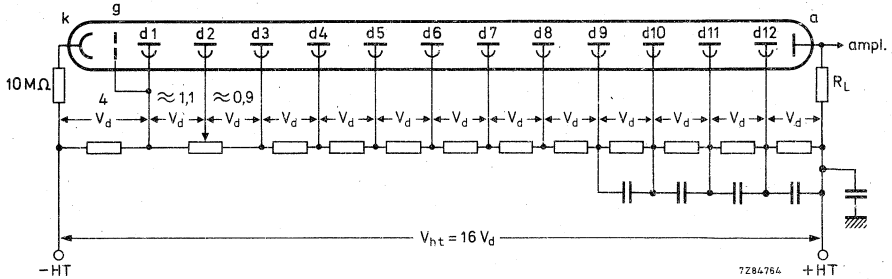 k g d1 d2 d3 d4 d5 d6 d7 d8 d9 d10 d11 d12 a
ampl.
10 MΩ
R_L
4 ≈1,1 ≈0,9
V_d V_d V_d V_d V_d V_d V_d V_d V_d V_d V_d V_d V_d
V_ht = 16 V_d
−HT 7Z84764 +HT